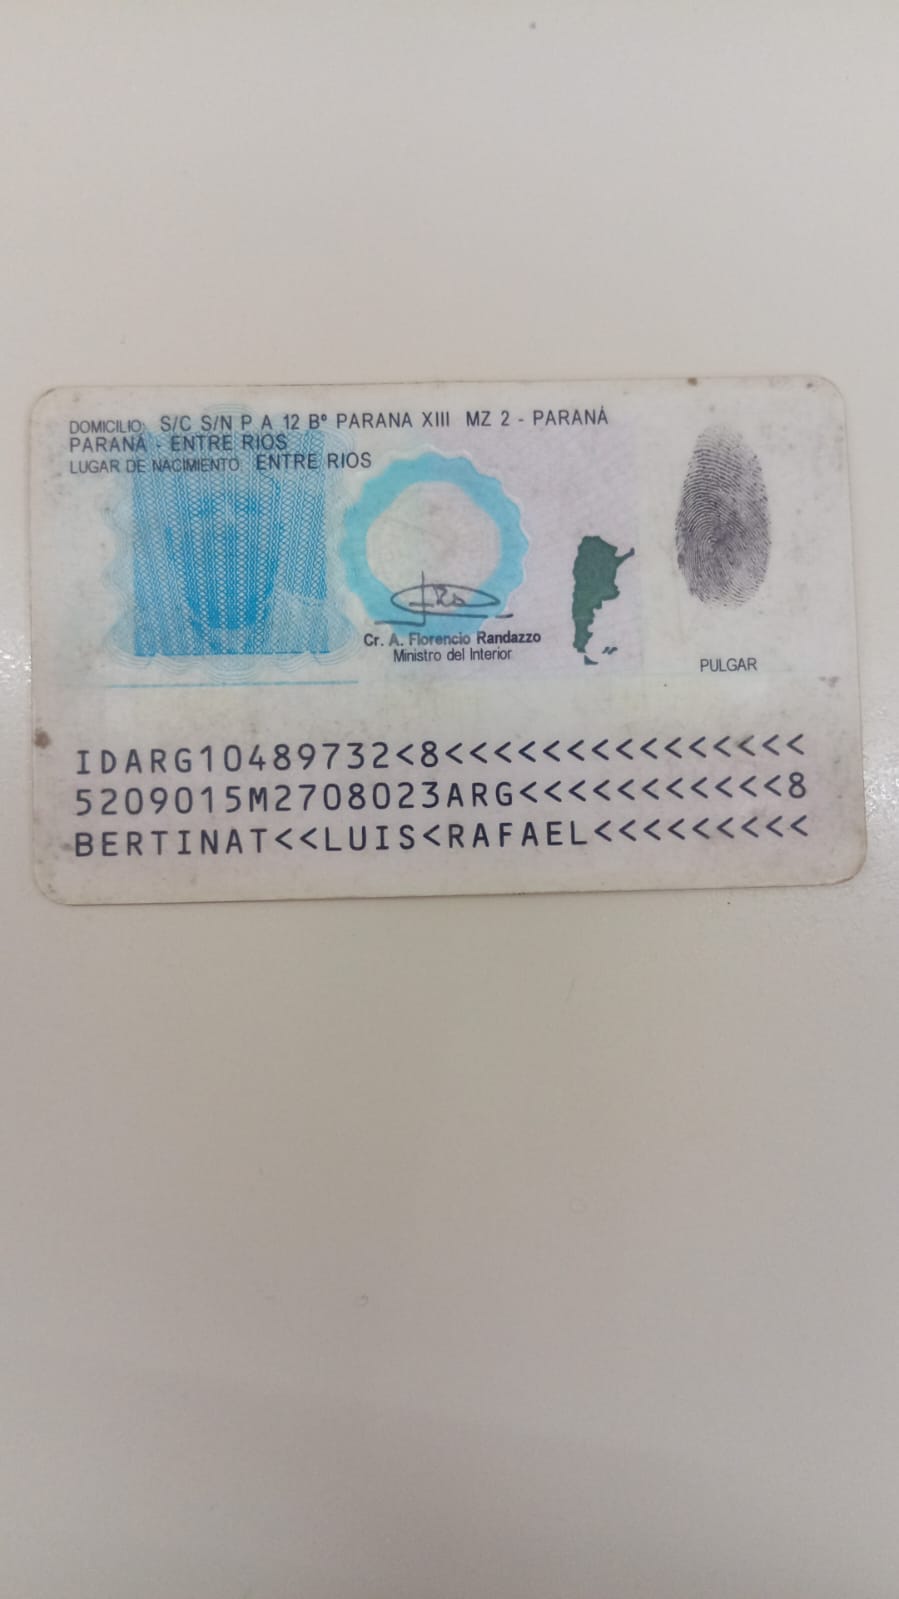 DOMICILIO: S/C S/N P A 12 Bº PARANA XIII MZ 2 - PARANÁ
PARANÁ - ENTRE RIOS
LUGAR DE NACIMIENTO: ENTRE RIOS
Cr. A. Florencio Randazzo
Ministro del Interior
PULGAR
IDARG10489732<8<<<<<<<<<<<<<<<
5209015M2708023ARG<<<<<<<<<<<8
BERTINAT<<LUIS<RAFAEL<<<<<<<<<